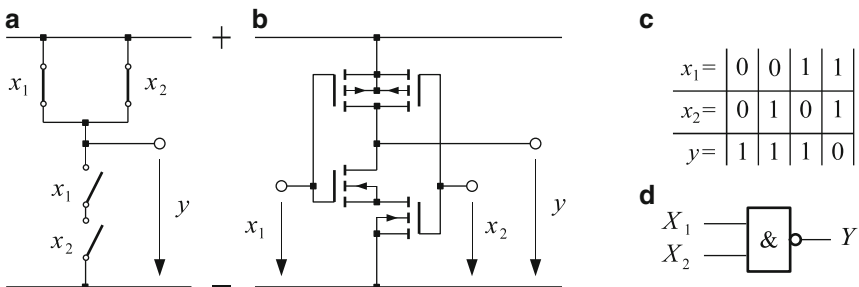 a
x1
x2
x1
x2
y
+
−
b
x1
x2
y
c
x1= 0 0 1 1
x2= 0 1 0 1
y= 1 1 1 0
d
X1
X2
&
Y